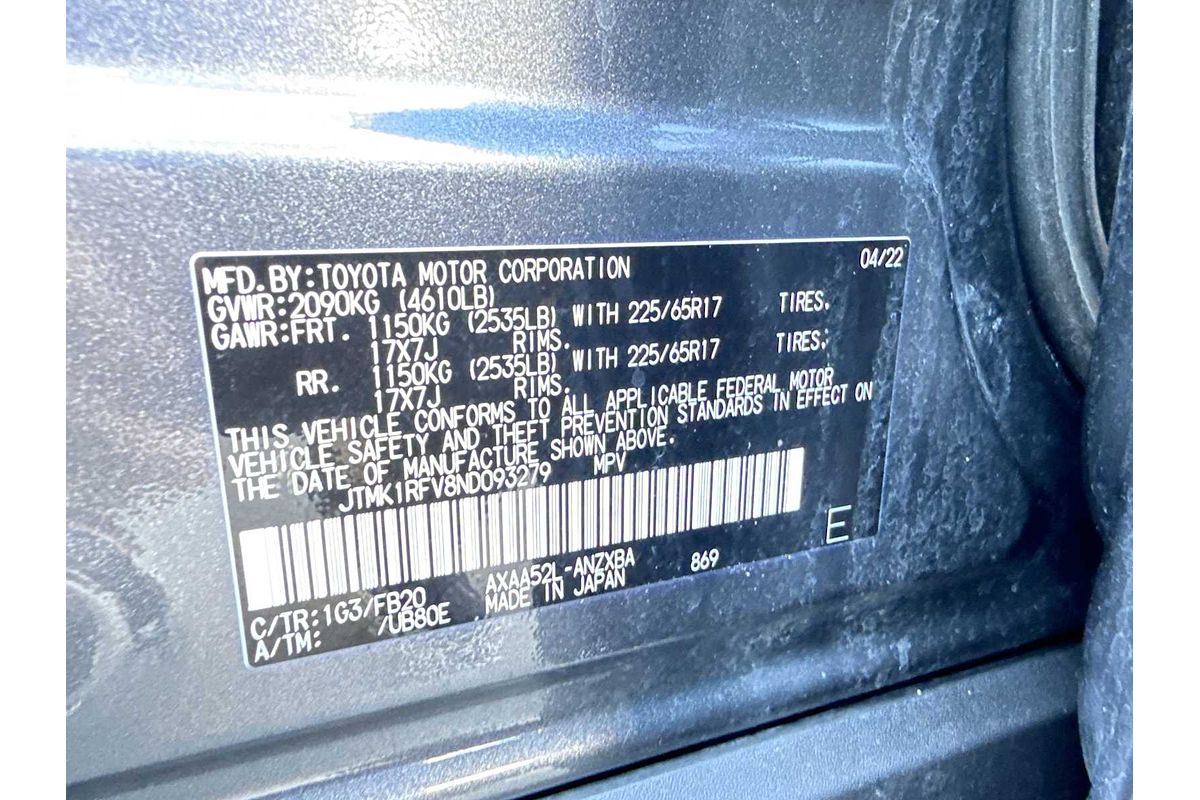 MFD.BY:TOYOTA MOTOR CORPORATION 04/22
GVWR:2090KG (4610LB)
GAWR:FRT. 1150KG (2535LB) WITH 225/65R17 TIRES.
17X7J RIMS.
RR. 1150KG (2535LB) WITH 225/65R17 TIRES:
17X7J RIMS.
THIS VEHICLE CONFORMS TO ALL APPLICABLE FEDERAL MOTOR
VEHICLE SAFETY AND THEFT PREVENTION STANDARDS IN EFFECT ON
THE DATE OF MANUFACTURE SHOWN ABOVE.
JTMK1RFV8ND093279 MPV
E
C/TR:1G3/FB20 AXAA52L-ANZXBA 869
A/TM: /UB80E MADE IN JAPAN